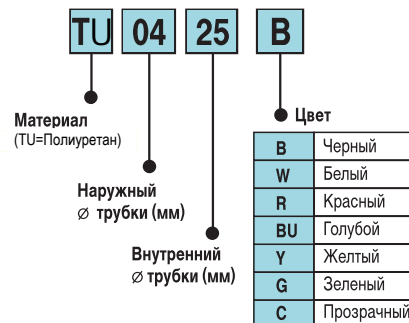 TU 04 25 B
Материал
(TU=Полиуретан)
Наружный
Ø трубки (мм)
Внутренний
Ø трубки (мм)
Цвет
B Черный
W Белый
R Красный
BU Голубой
Y Желтый
G Зеленый
C Прозрачный